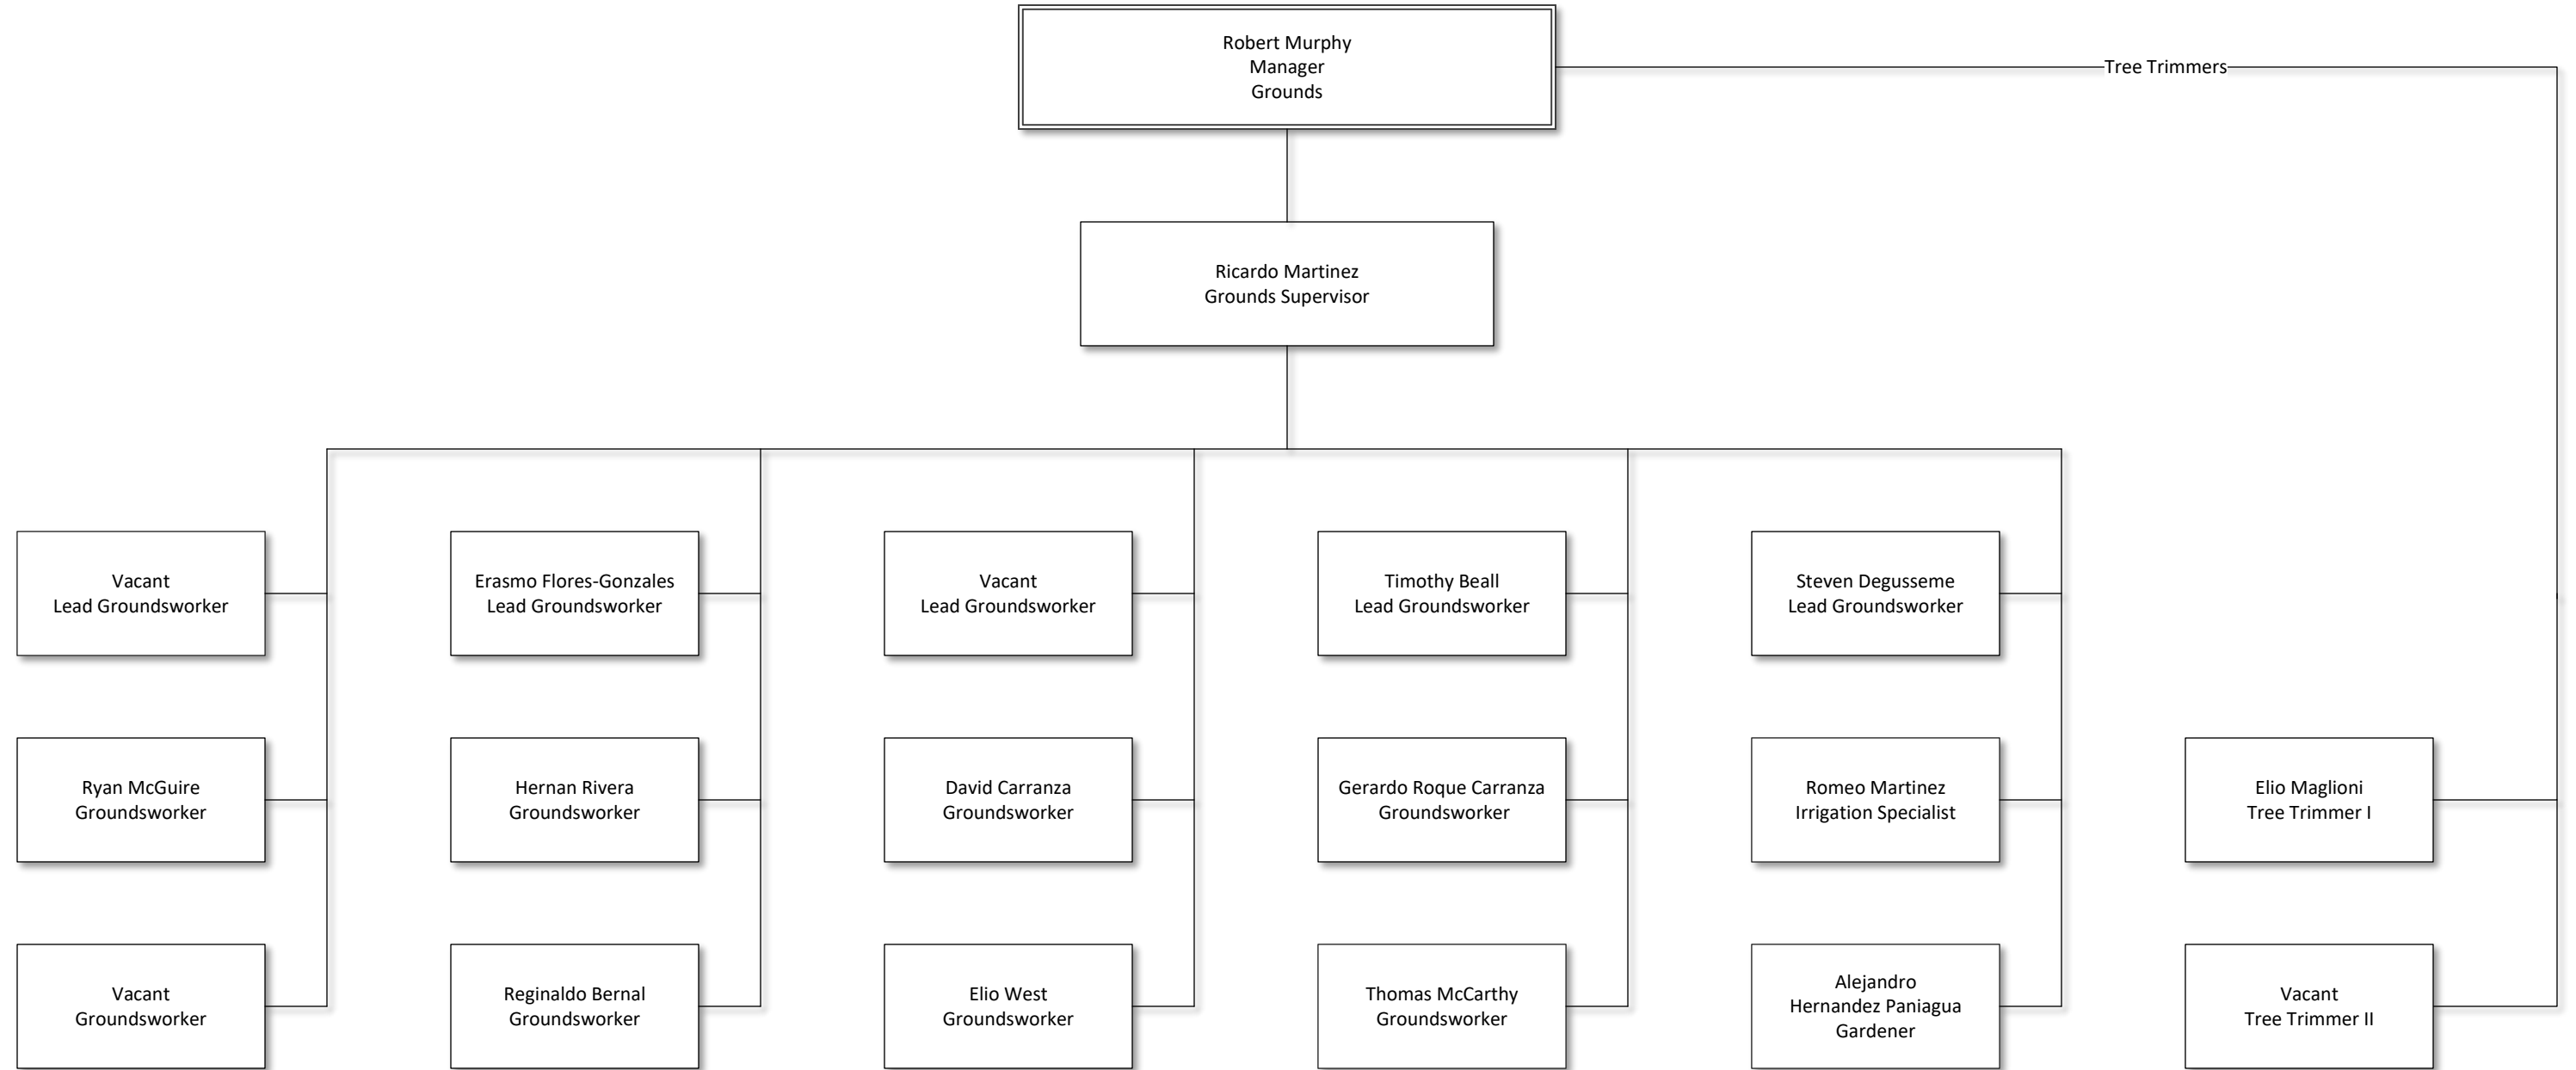 Robert Murphy
Manager
Grounds
Tree Trimmers
Ricardo Martinez
Grounds Supervisor
Vacant
Lead Groundsworker
Erasmo Flores-Gonzales
Lead Groundsworker
Vacant
Lead Groundsworker
Timothy Beall
Lead Groundsworker
Steven Degusseme
Lead Groundsworker
Ryan McGuire
Groundsworker
Hernan Rivera
Groundsworker
David Carranza
Groundsworker
Gerardo Roque Carranza
Groundsworker
Romeo Martinez
Irrigation Specialist
Elio Maglioni
Tree Trimmer I
Vacant
Groundsworker
Reginaldo Bernal
Groundsworker
Elio West
Groundsworker
Thomas McCarthy
Groundsworker
Alejandro
Hernandez Paniagua
Gardener
Vacant
Tree Trimmer II